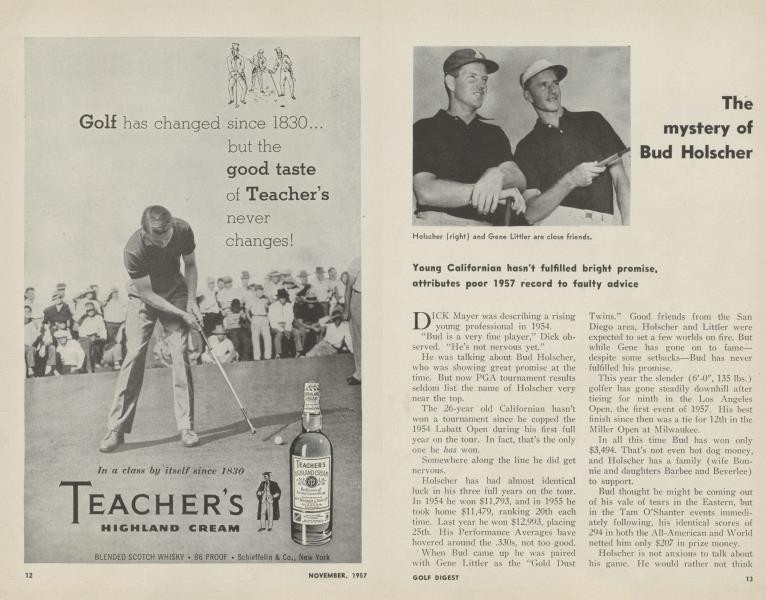 Golf has changed since 1830...
but the
good taste
of Teacher's
never
changes!
In a class by itself since 1830
TEACHER'S
HIGHLAND CREAM
TEACHER'S
HIGHLAND CREAM
BLENDED SCOTCH WHISKY • 86 PROOF • Schieffelin & Co., New York
12
NOVEMBER, 1957
The
mystery of
Bud Holscher
Holscher (right) and Gene Littler are close friends.
Young Californian hasn't fulfilled bright promise,
attributes poor 1957 record to faulty advice
DICK Mayer was describing a rising
young professional in 1954.
"Bud is a very fine player," Dick ob-
served. "He's not nervous yet."
He was talking about Bud Holscher,
who was showing great promise at the
time. But now PGA tournament results
seldom list the name of Holscher very
near the top.
The 26-year old Californian hasn't
won a tournament since he copped the
1954 Labatt Open during his first full
year on the tour. In fact, that's the only
one he has won.
Somewhere along the line he did get
nervous.
Holscher has had almost identical
luck in his three full years on the tour.
In 1954 he won $11,793, and in 1955 he
took home $11,479, ranking 20th each
time. Last year he won $12,993, placing
25th. His Performance Averages have
hovered around the .330s, not too good.
When Bud came up he was paired
with Gene Littler as the "Gold Dust
Twins." Good friends from the San
Diego area, Holscher and Littler were
expected to set a few worlds on fire. But
while Gene has gone on to fame—
despite some setbacks—Bud has never
fulfilled his promise.
This year the slender (6'-0", 135 lbs.)
golfer has gone steadily downhill after
tieing for ninth in the Los Angeles
Open, the first event of 1957. His best
finish since then was a tie for 12th in the
Miller Open at Milwaukee.
In all this time Bud has won only
$3,494. That's not even hot dog money,
and Holscher has a family (wife Bon-
nie and daughters Barbee and Beverlee)
to support.
Bud thought he might be coming out
of his vale of tears in the Eastern, but
in the Tam O'Shanter events immedi-
ately following, his identical scores of
294 in both the All-American and World
netted him only $207 in prize money.
Holscher is not anxious to talk about
his game. He would rather not think
GOLF DIGEST
13